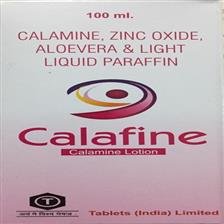 100 ml.
CALAMINE, ZINC OXIDE,
ALOEVERA & LIGHT
LIQUID PARAFFIN
Calafine
Calamine Lotion
T
Tablets (India) Limited